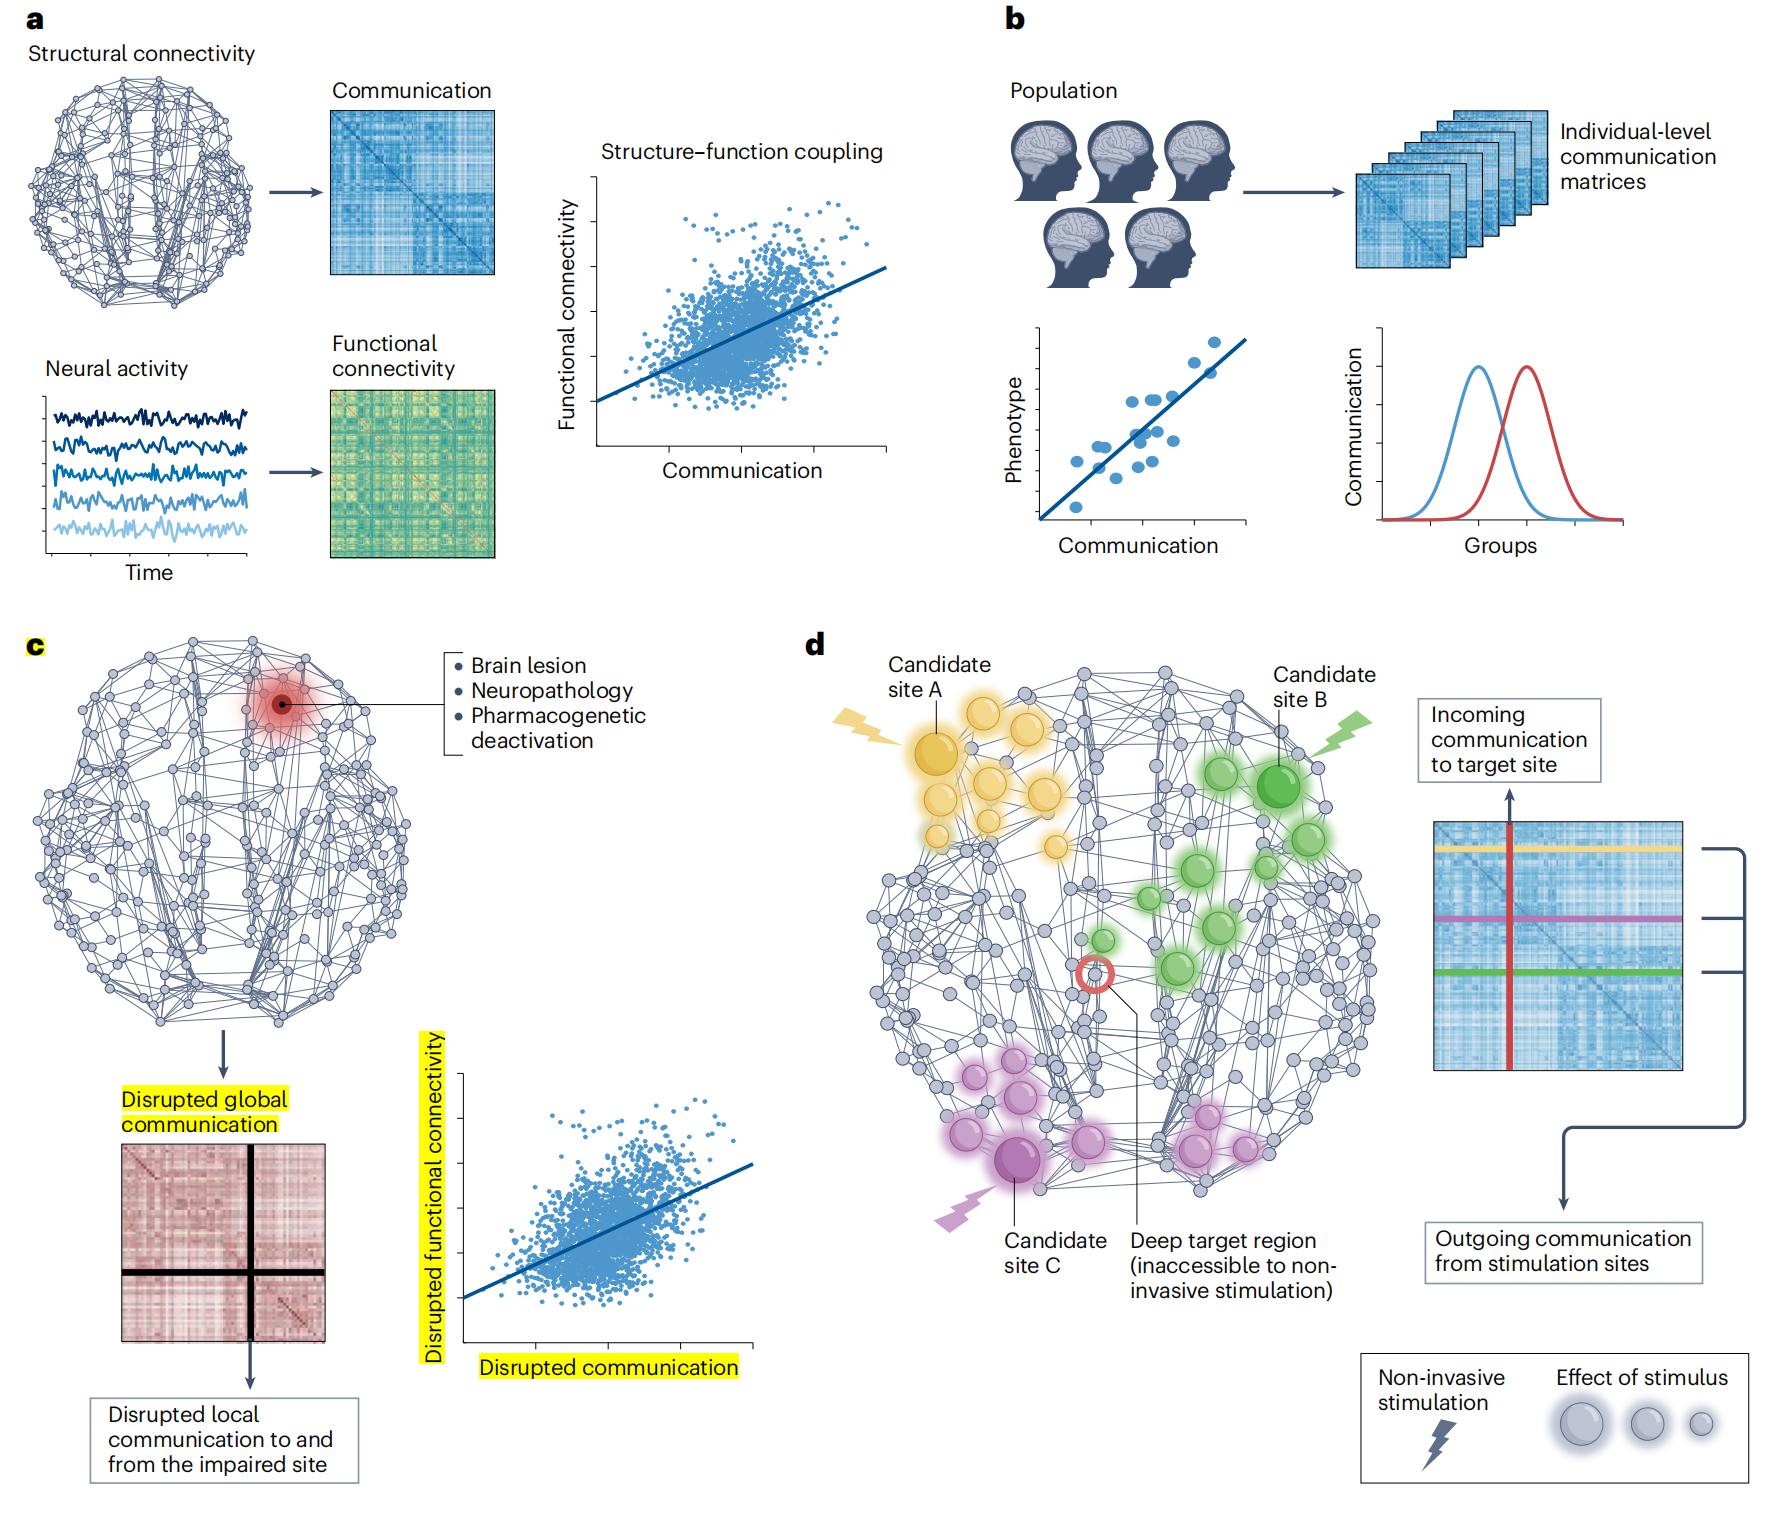 a
Structural connectivity
Communication
Structure–function coupling
Functional connectivity
Communication
Neural activity
Time
Functional
connectivity
b
Population
Individual-level
communication
matrices
Phenotype
Communication
Communication
Groups
c
Brain lesion
Neuropathology
Pharmacogenetic
deactivation
Disrupted global
communication
Disrupted local
communication to and
from the impaired site
Disrupted functional connectivity
Disrupted communication
d
Candidate
site A
Candidate
site B
Candidate
site C
Deep target region
(inaccessible to non-
invasive stimulation)
Incoming
communication
to target site
Outgoing communication
from stimulation sites
Non-invasive
stimulation
Effect of stimulus